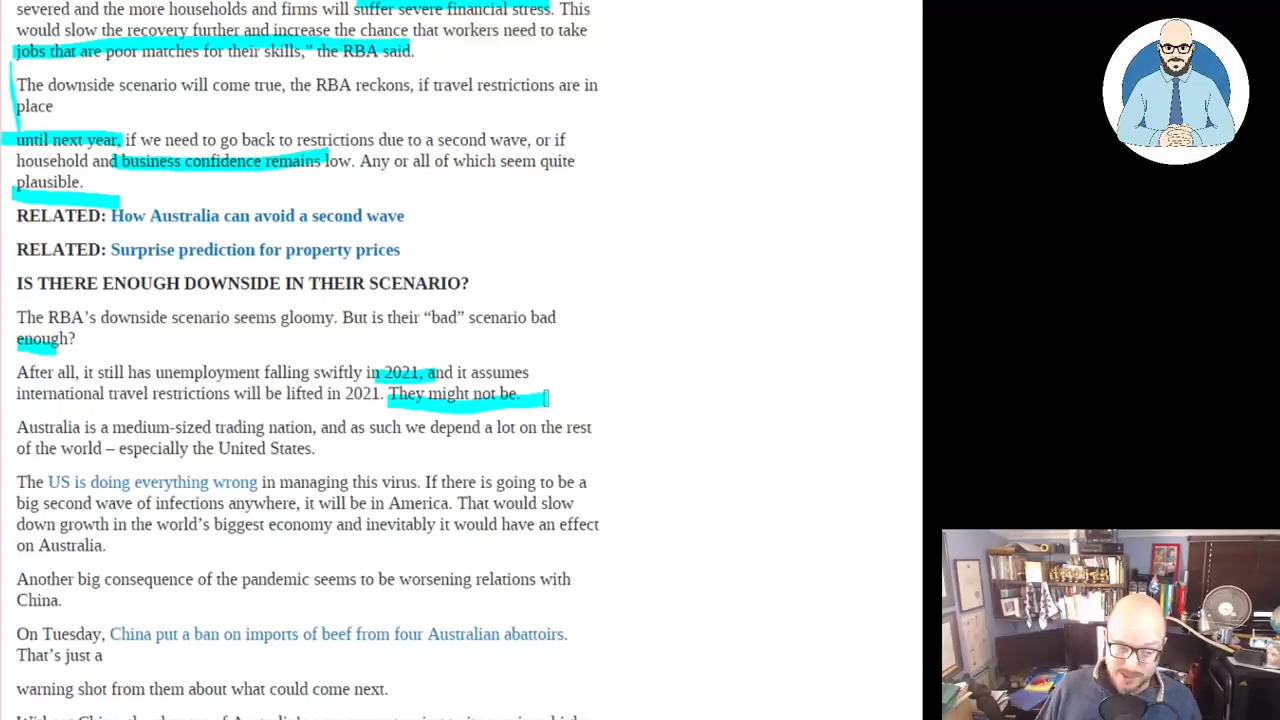 severed and the more households and firms will suffer severe financial stress. This
would slow the recovery further and increase the chance that workers need to take
jobs that are poor matches for their skills,” the RBA said.
The downside scenario will come true, the RBA reckons, if travel restrictions are in
place
until next year, if we need to go back to restrictions due to a second wave, or if
household and business confidence remains low. Any or all of which seem quite
plausible.
RELATED: How Australia can avoid a second wave
RELATED: Surprise prediction for property prices
IS THERE ENOUGH DOWNSIDE IN THEIR SCENARIO?
The RBA’s downside scenario seems gloomy. But is their “bad” scenario bad
enough?
After all, it still has unemployment falling swiftly in 2021, and it assumes
international travel restrictions will be lifted in 2021. They might not be.
Australia is a medium-sized trading nation, and as such we depend a lot on the rest
of the world – especially the United States.
The US is doing everything wrong in managing this virus. If there is going to be a
big second wave of infections anywhere, it will be in America. That would slow
down growth in the world’s biggest economy and inevitably it would have an effect
on Australia.
Another big consequence of the pandemic seems to be worsening relations with
China.
On Tuesday, China put a ban on imports of beef from four Australian abattoirs.
That’s just a
warning shot from them about what could come next.